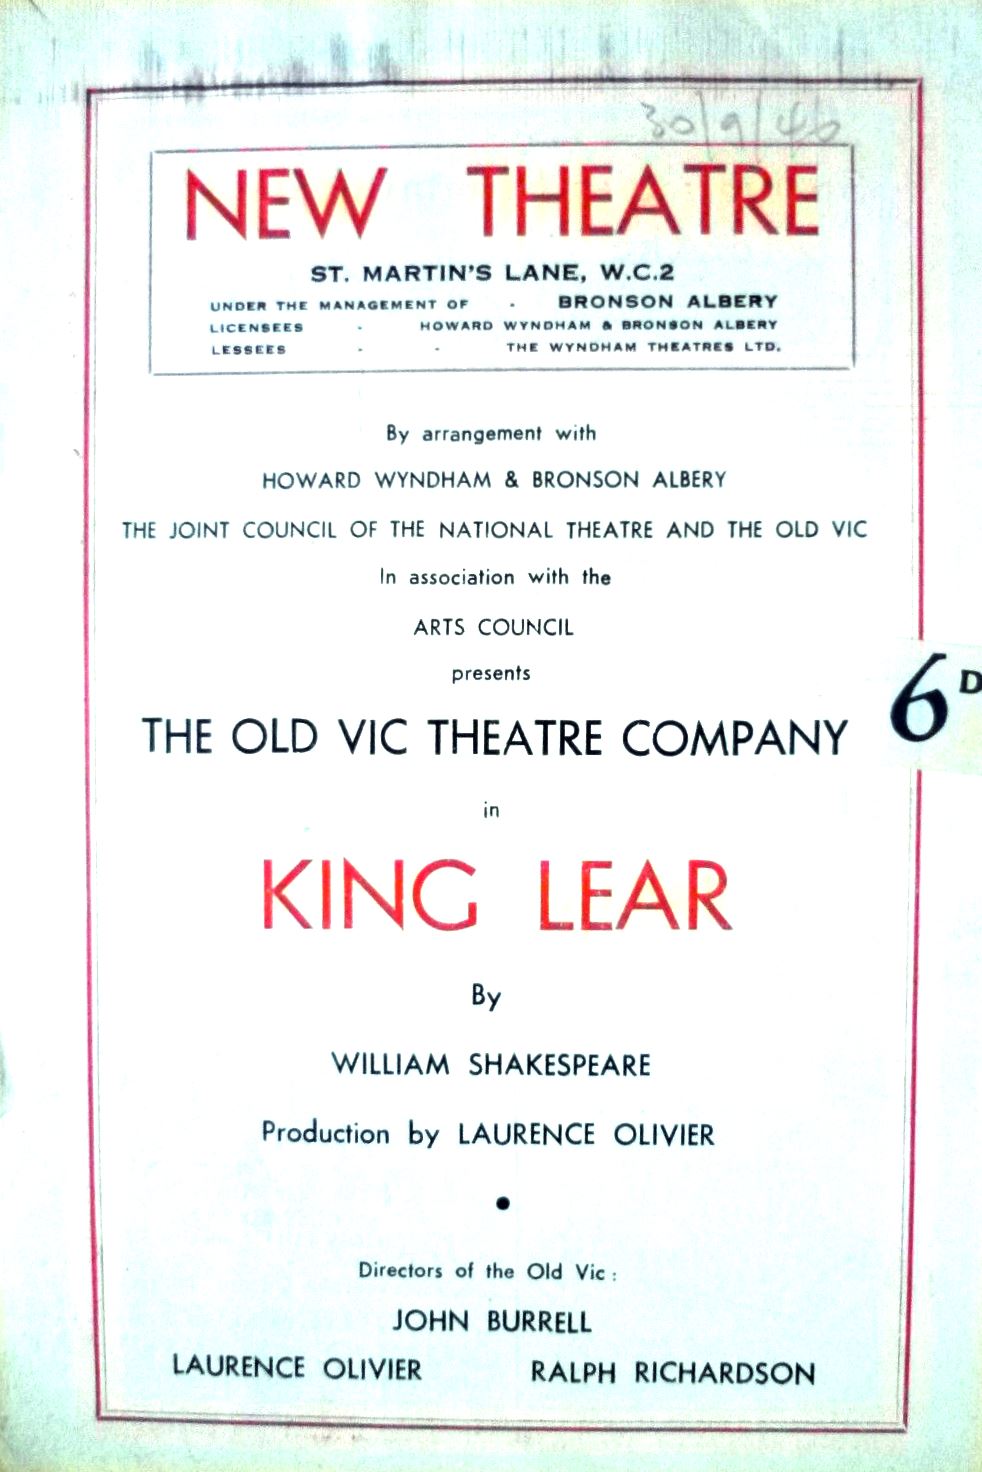 30/9/46
NEW THEATRE
ST. MARTIN'S LANE, W.C.2
UNDER THE MANAGEMENT OF - BRONSON ALBERY
LICENSEES - HOWARD WYNDHAM & BRONSON ALBERY
LESSEES - - THE WYNDHAM THEATRES LTD.
By arrangement with
HOWARD WYNDHAM & BRONSON ALBERY
THE JOINT COUNCIL OF THE NATIONAL THEATRE AND THE OLD VIC
In association with the
ARTS COUNCIL
presents
6D
THE OLD VIC THEATRE COMPANY
in
KING LEAR
By
WILLIAM SHAKESPEARE
Production by LAURENCE OLIVIER
•
Directors of the Old Vic :
JOHN BURRELL
LAURENCE OLIVIER RALPH RICHARDSON